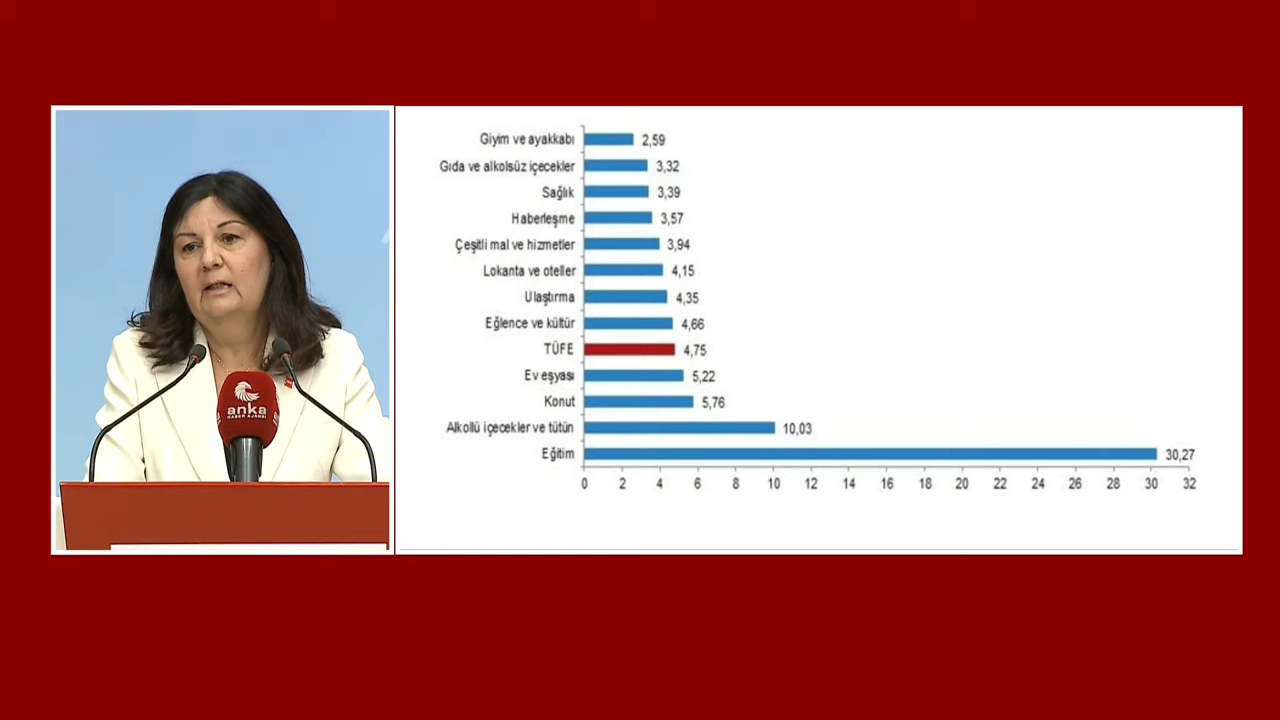 anka
HABER AJANSI
Giyim ve ayakkabı 2,59
Gıda ve alkolsüz içecekler 3,32
Sağlık 3,39
Haberleşme 3,57
Çeşitli mal ve hizmetler 3,94
Lokanta ve oteller 4,15
Ulaştırma 4,35
Eğlence ve kültür 4,66
TÜFE 4,75
Ev eşyası 5,22
Konut 5,76
Alkollü içecekler ve tütün 10,03
Eğitim 30,27
0 2 4 6 8 10 12 14 16 18 20 22 24 26 28 30 32